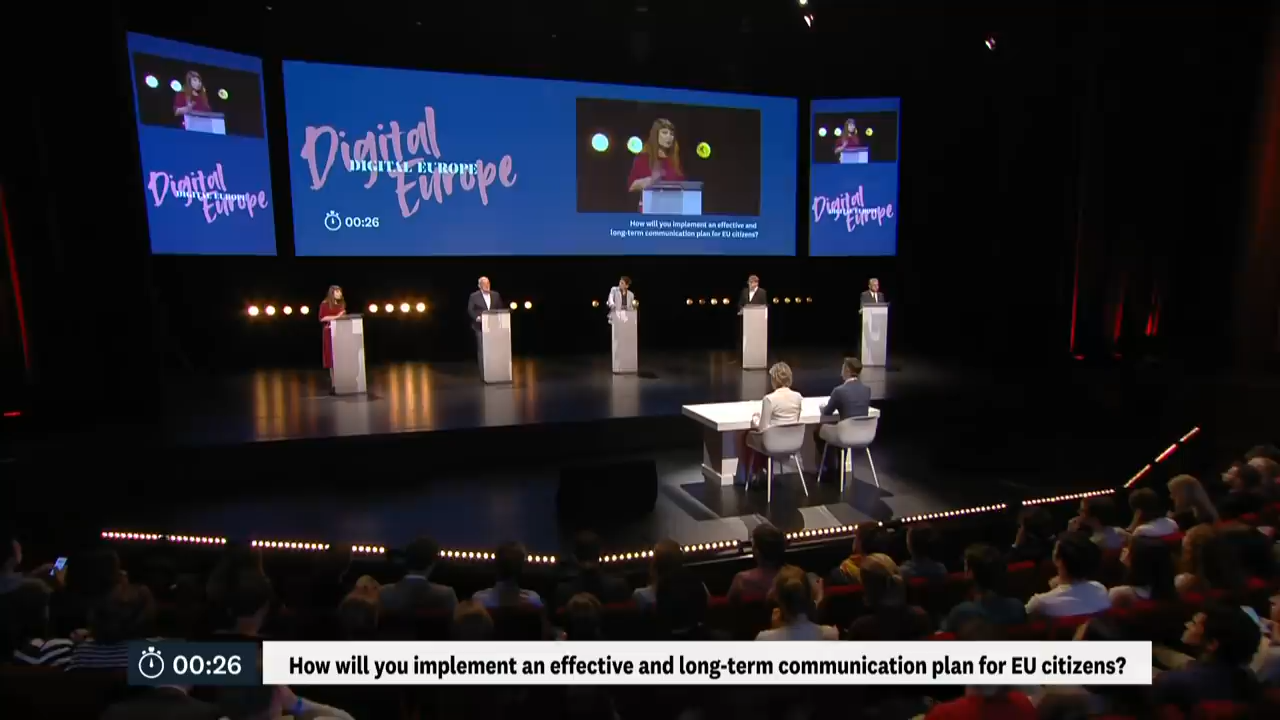 Digital
Europe
DIGITAL EUROPE
Digital
DIGITAL EUROPE
Europe
00:26
How will you implement an effective and
long-term communication plan for EU citizens?
Digital
Europe
DIGITAL EUROPE
00:26
How will you implement an effective and long-term communication plan for EU citizens?